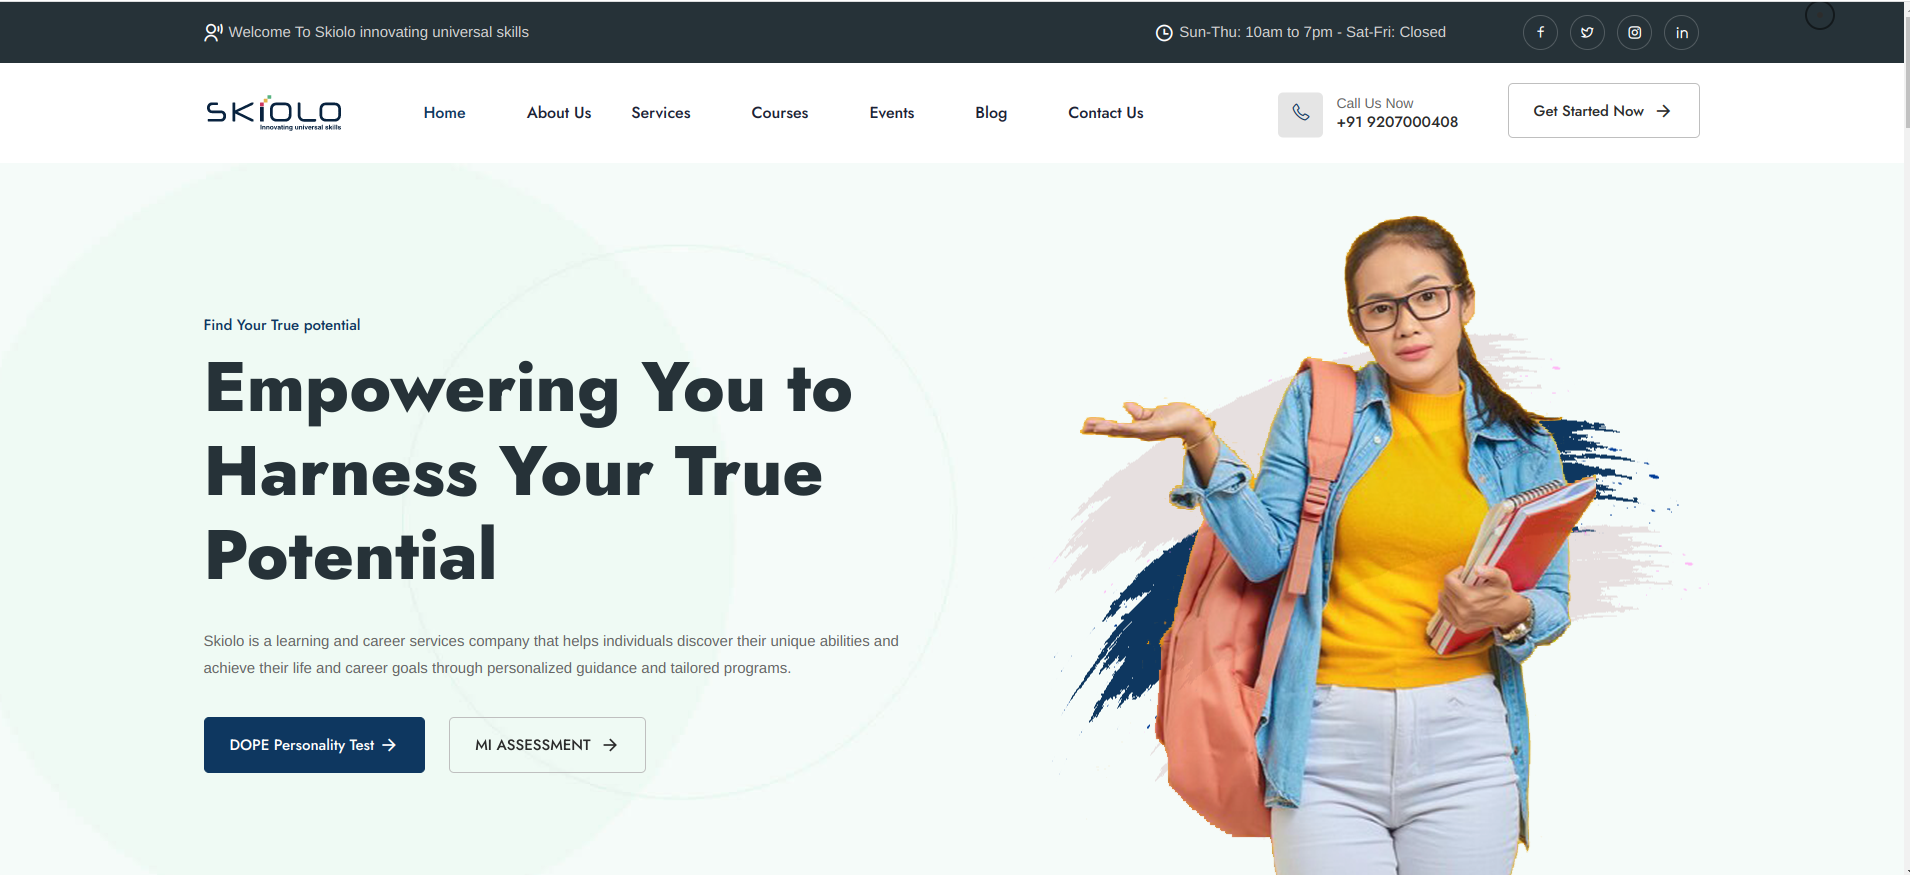 Welcome To Skiolo innovating universal skills
Sun-Thu: 10am to 7pm - Sat-Fri: Closed
SKIOLO
Innovating universal skills
Home
About Us
Services
Courses
Events
Blog
Contact Us
Call Us Now
+91 9207000408
Get Started Now
Find Your True potential
Empowering You to
Harness Your True
Potential
Skiolo is a learning and career services company that helps individuals discover their unique abilities and
achieve their life and career goals through personalized guidance and tailored programs.
DOPE Personality Test
MI ASSESSMENT